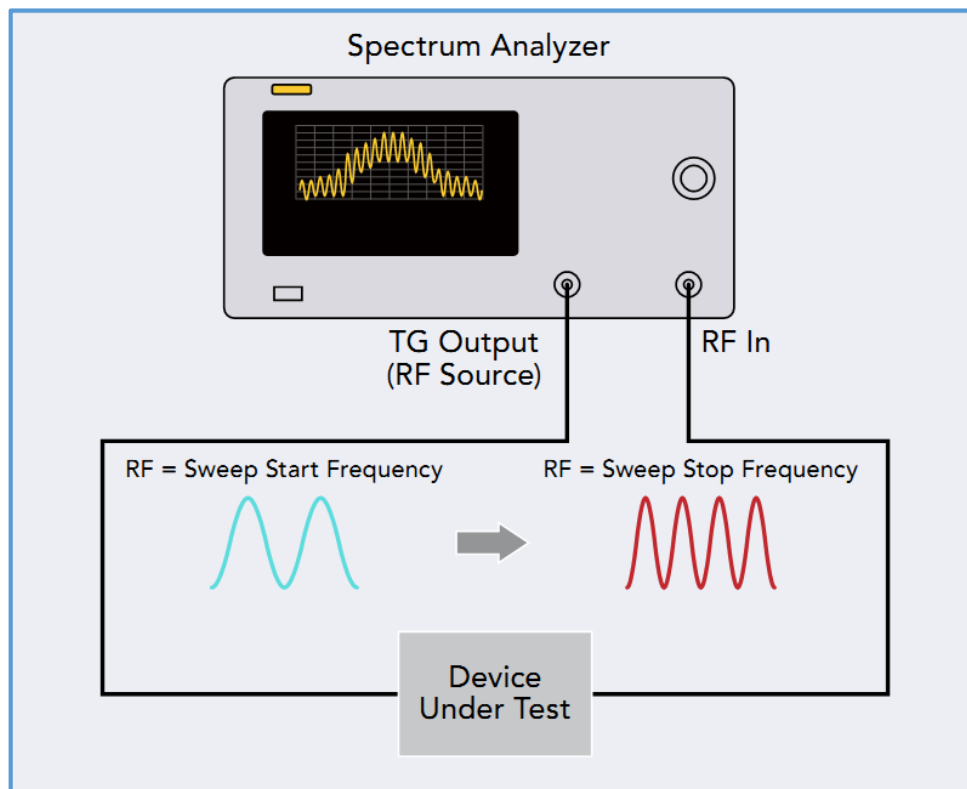 Spectrum Analyzer
TG Output
(RF Source)
RF In
RF = Sweep Start Frequency
RF = Sweep Stop Frequency
Device
Under Test